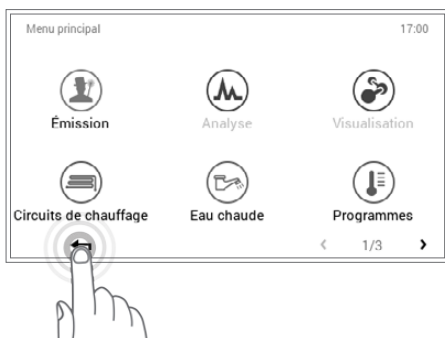 Menu principal 17:00
Émission Analyse Visualisation
Circuits de chauffage Eau chaude Programmes
1/3